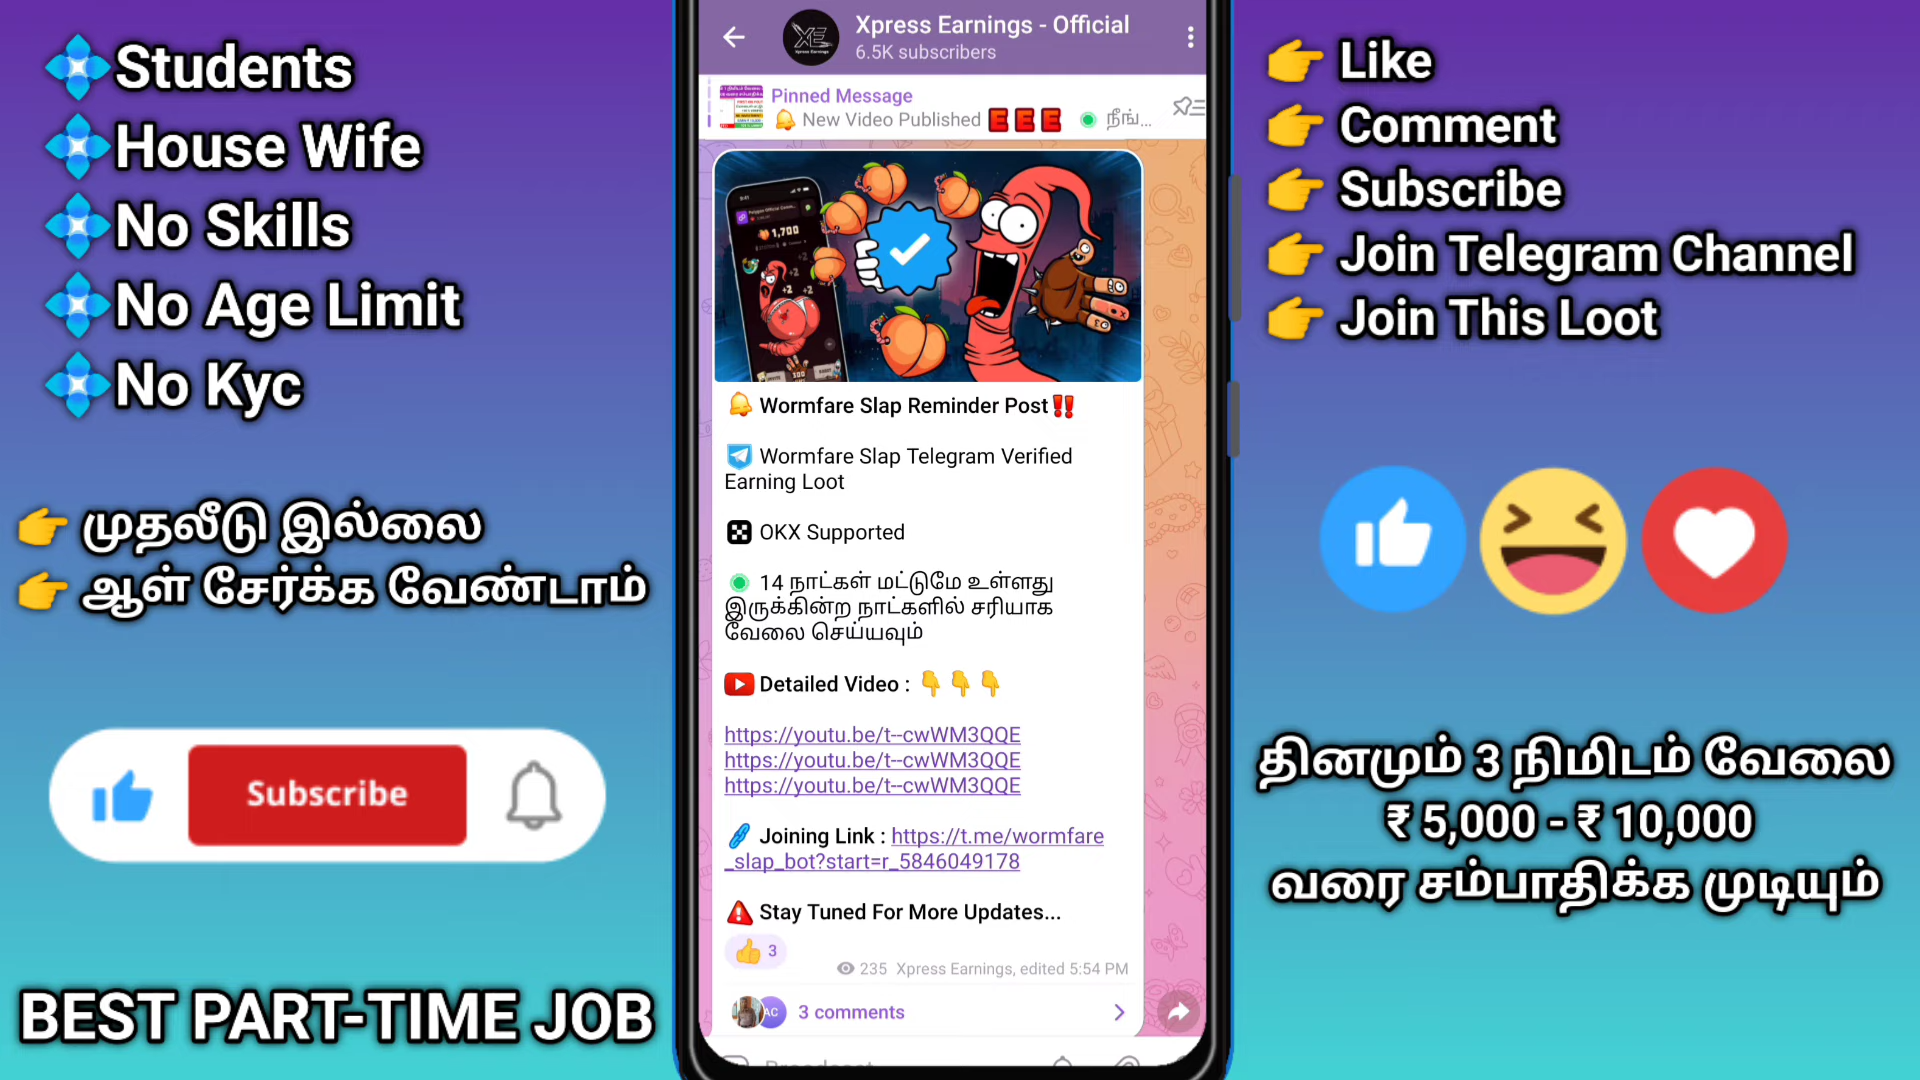 Students
House Wife
No Skills
No Age Limit
No Kyc
முதலீடு இல்லை
ஆள் சேர்க்க வேண்டாம்
Subscribe
BEST PART-TIME JOB
Xpress Earnings - Official
6.5K subscribers
Pinned Message
New Video Published நீங்...
1,700
Wormfare Slap Reminder Post‼️
Wormfare Slap Telegram Verified
Earning Loot
OKX Supported
14 நாட்கள் மட்டுமே உள்ளது
இருக்கின்ற நாட்களில் சரியாக
வேலை செய்யவும்
Detailed Video :
https://youtu.be/t--cwWM3QQE
https://youtu.be/t--cwWM3QQE
https://youtu.be/t--cwWM3QQE
Joining Link : https://t.me/wormfare
_slap_bot?start=r_5846049178
Stay Tuned For More Updates...
3
235 Xpress Earnings, edited 5:54 PM
AC 3 comments
Like
Comment
Subscribe
Join Telegram Channel
Join This Loot
தினமும் 3 நிமிடம் வேலை
₹ 5,000 - ₹ 10,000
வரை சம்பாதிக்க முடியும்